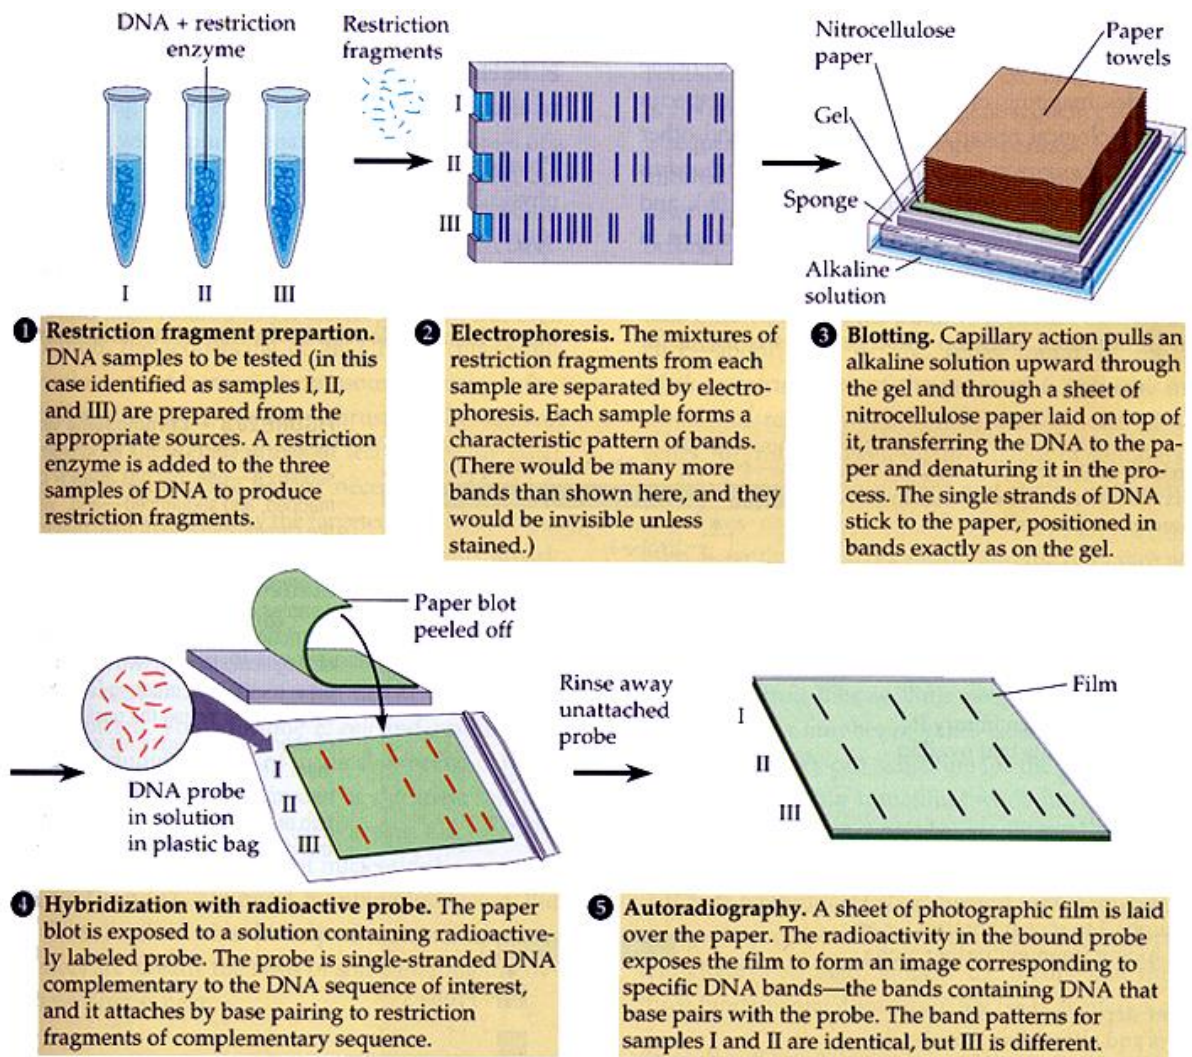 DNA + restriction
enzyme
Restriction
fragments
I
II
III
I
II
III
Nitrocellulose
paper
Paper
towels
Gel
Sponge
Alkaline
solution
1 Restriction fragment prepartion.
DNA samples to be tested (in this
case identified as samples I, II,
and III) are prepared from the
appropriate sources. A restriction
enzyme is added to the three
samples of DNA to produce
restriction fragments.
2 Electrophoresis. The mixtures of
restriction fragments from each
sample are separated by electro-
phoresis. Each sample forms a
characteristic pattern of bands.
(There would be many more
bands than shown here, and they
would be invisible unless
stained.)
3 Blotting. Capillary action pulls an
alkaline solution upward through
the gel and through a sheet of
nitrocellulose paper laid on top of
it, transferring the DNA to the pa-
per and denaturing it in the pro-
cess. The single strands of DNA
stick to the paper, positioned in
bands exactly as on the gel.
Paper blot
peeled off
DNA probe
in solution
in plastic bag
I
II
III
Rinse away
unattached
probe
I
II
III
Film
4 Hybridization with radioactive probe. The paper
blot is exposed to a solution containing radioactive-
ly labeled probe. The probe is single-stranded DNA
complementary to the DNA sequence of interest,
and it attaches by base pairing to restriction
fragments of complementary sequence.
5 Autoradiography. A sheet of photographic film is laid
over the paper. The radioactivity in the bound probe
exposes the film to form an image corresponding to
specific DNA bands—the bands containing DNA that
base pairs with the probe. The band patterns for
samples I and II are identical, but III is different.